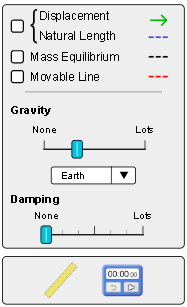 Displacement
Natural Length
Mass Equilibrium
Movable Line
Gravity
None Lots
Earth
Damping
None Lots
00:00.00